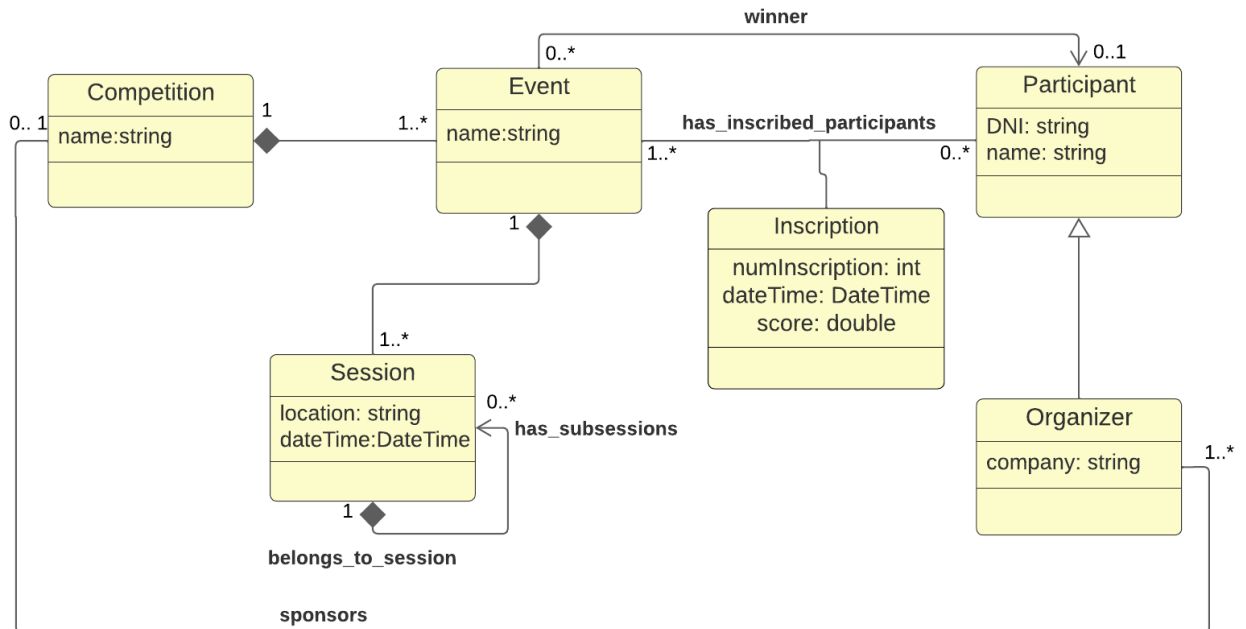 winner
0..*
0..1
Competition
name:string
0.. 1
1
1..*
Event
name:string
has_inscribed_participants
1..*
0..*
Participant
DNI: string
name: string
1
Inscription
numInscription: int
dateTime: DateTime
score: double
1..*
Session
location: string
dateTime:DateTime
0..*
has_subsessions
1
belongs_to_session
Organizer
company: string
1..*
sponsors